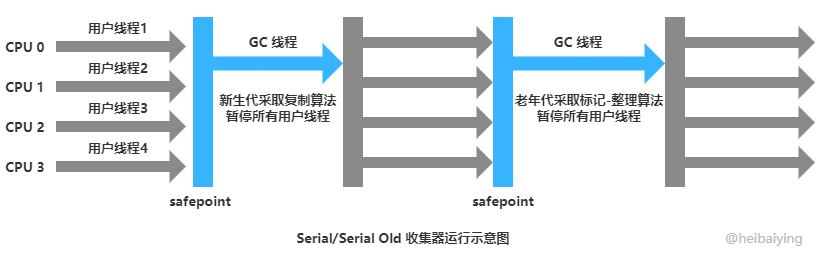 用户线程1
CPU 0
用户线程2
CPU 1
用户线程3
CPU 2
用户线程4
CPU 3
safepoint
GC 线程
新生代采取复制算法
暂停所有用户线程
safepoint
GC 线程
老年代采取标记-整理算法
暂停所有用户线程
Serial/Serial Old 收集器运行示意图
@heibaiying